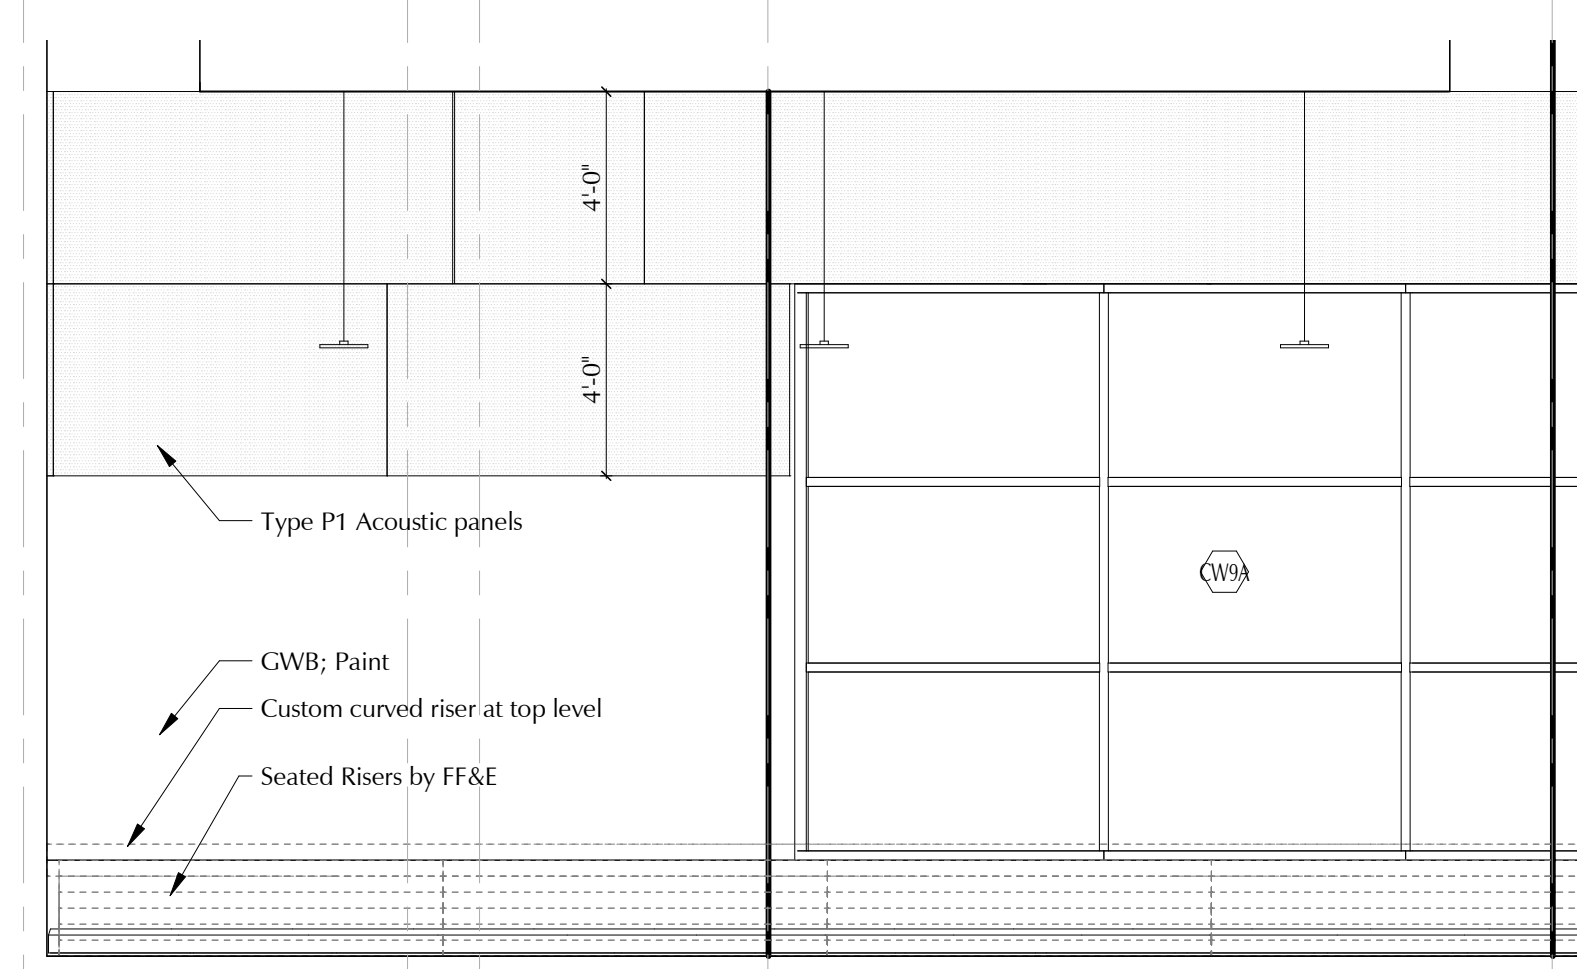 4'-0"
4'-0"
Type P1 Acoustic panels
CW9A
GWB; Paint
Custom curved riser at top level
Seated Risers by FF&E